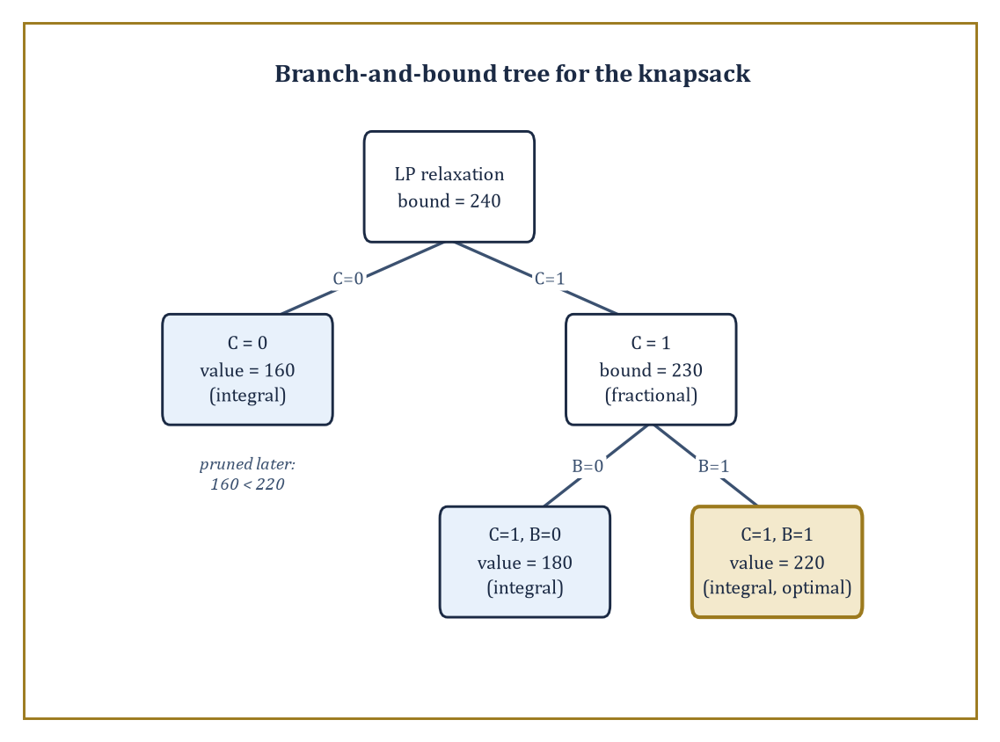 Branch-and-bound tree for the knapsack
LP relaxation
bound = 240
C=0
C=1
C = 0
value = 160
(integral)
C = 1
bound = 230
(fractional)
pruned later:
160 < 220
B=0
B=1
C=1, B=0
value = 180
(integral)
C=1, B=1
value = 220
(integral, optimal)